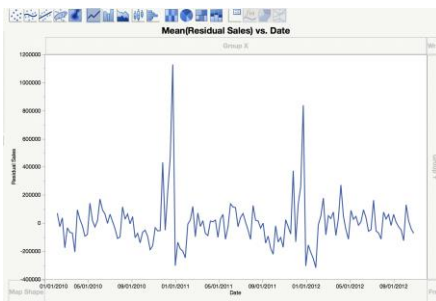 Mean(Residual Sales) vs. Date
Group X
1200000
1000000
800000
600000
400000
200000
0
-200000
-400000
Residual Sales
Map Shape
01/01/2010 05/01/2010 09/01/2010 01/01/2011 05/01/2011 09/01/2011 01/01/2012 05/01/2012 09/01/2012
Date